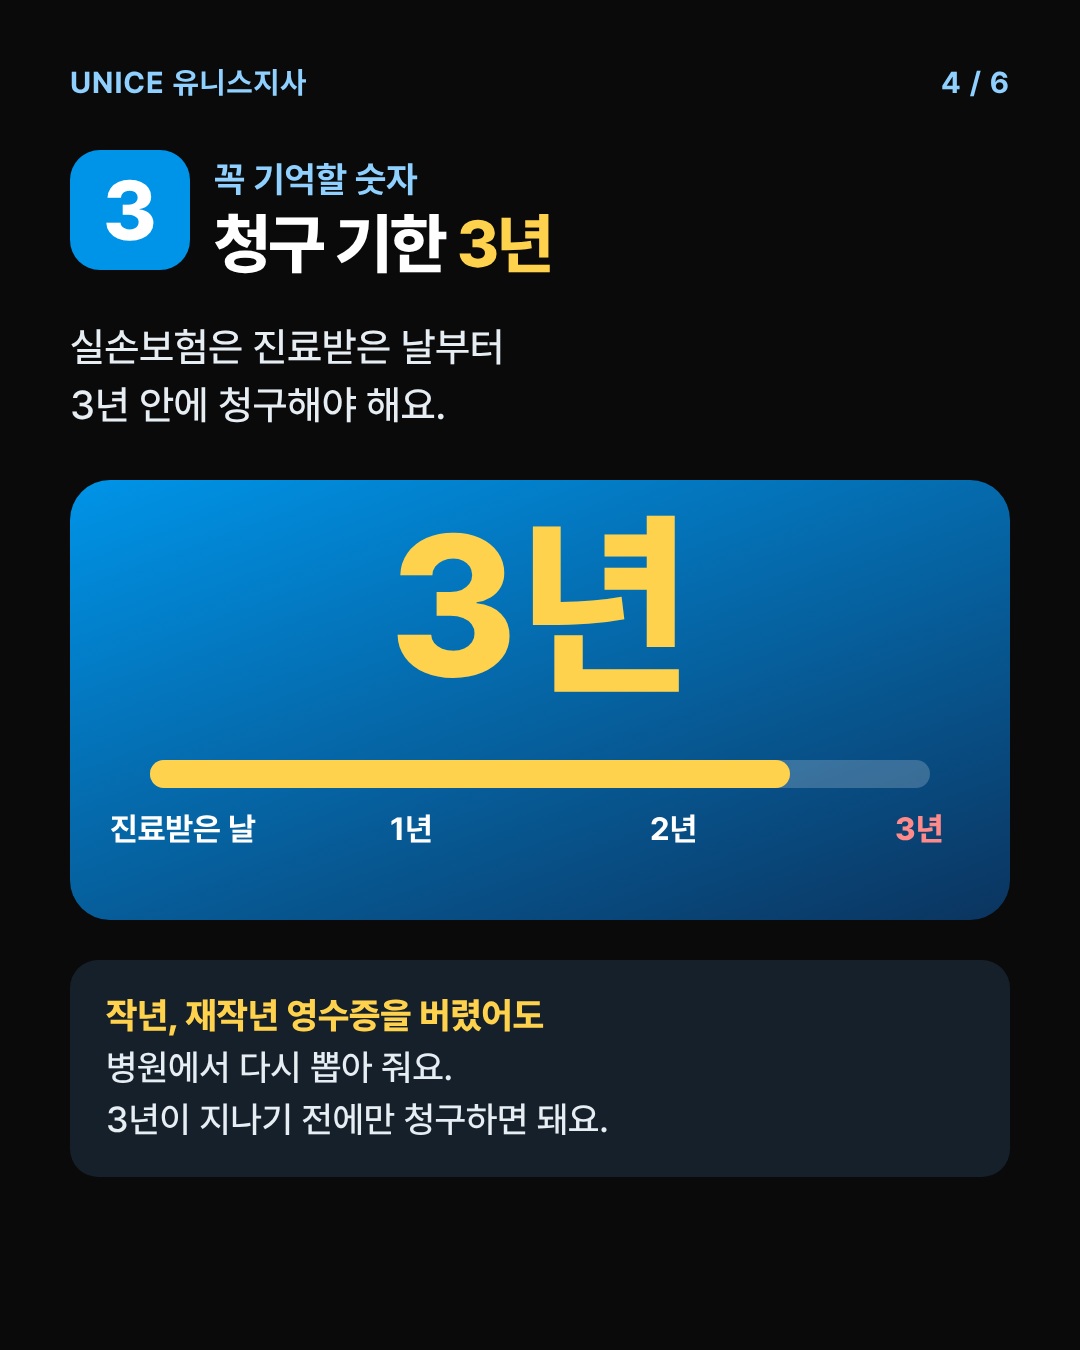 UNICE 유니스지사
4 / 6
3
꼭 기억할 숫자
청구 기한 3년
실손보험은 진료받은 날부터
3년 안에 청구해야 해요.
3년
진료받은 날 1년 2년 3년
작년, 재작년 영수증을 버렸어도
병원에서 다시 뽑아 줘요.
3년이 지나기 전에만 청구하면 돼요.